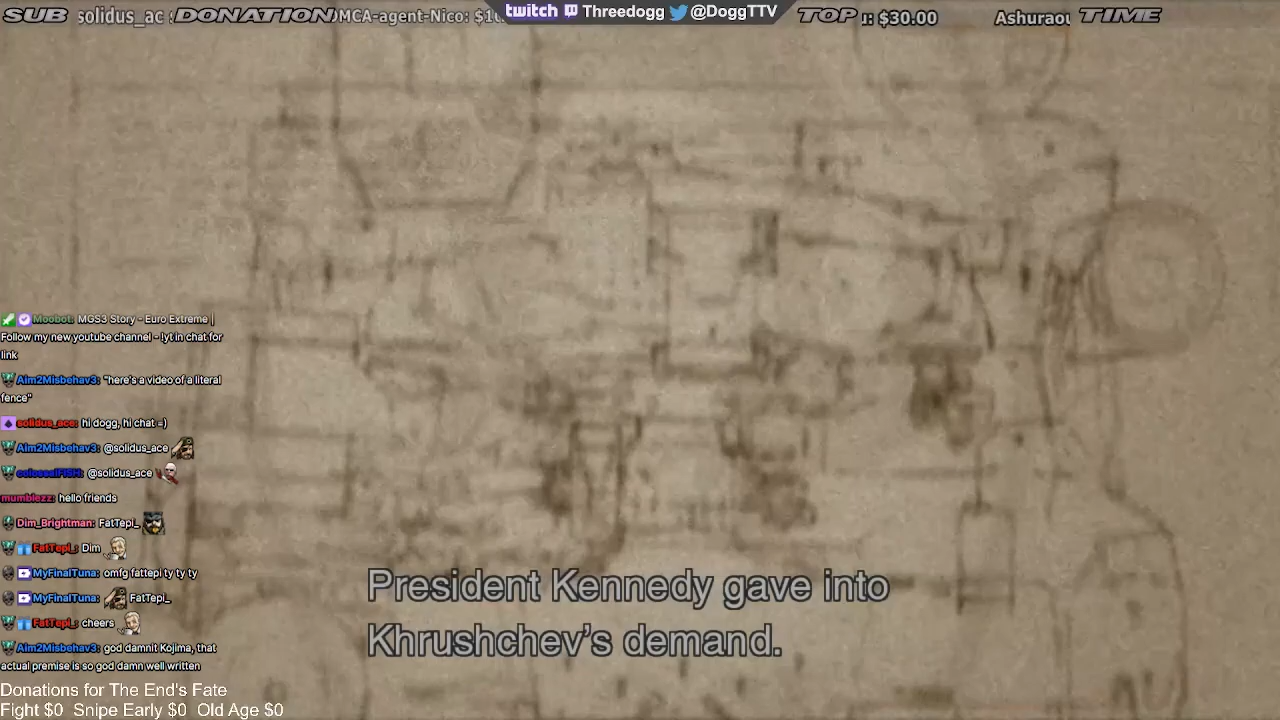 SUB solidus_ac DONATION MCA-agent-Nico: $1 twitch Threedogg @DoggTTV TOP : $30.00 Ashuraou TIME
Moobot: MGS3 Story - Euro Extreme |
Follow my new youtube channel - !yt in chat for
link
Aim2Misbehav3: "here's a video of a literal
fence"
solidus_ace: hi dogg, hi chat =)
Aim2Misbehav3: @solidus_ace
colossalFISH: @solidus_ace
mumblezz: hello friends
Dim_Brightman: FatTepi_
FatTepi_: Dim
MyFinalTuna: omfg fattepi ty ty ty
MyFinalTuna: FatTepi_
FatTepi_: cheers
Aim2Misbehav3: god damnit Kojima, that
actual premise is so god damn well written
President Kennedy gave into
Khrushchev's demand.
Donations for The End's Fate
Fight $0 Snipe Early $0 Old Age $0